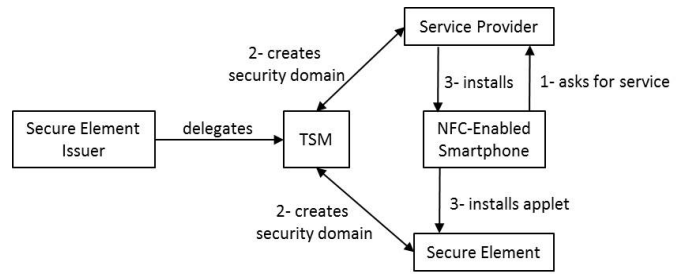 Service Provider
2- creates
security domain
3- installs
1- asks for service
Secure Element
Issuer
delegates
TSM
NFC-Enabled
Smartphone
2- creates
security domain
3- installs applet
Secure Element